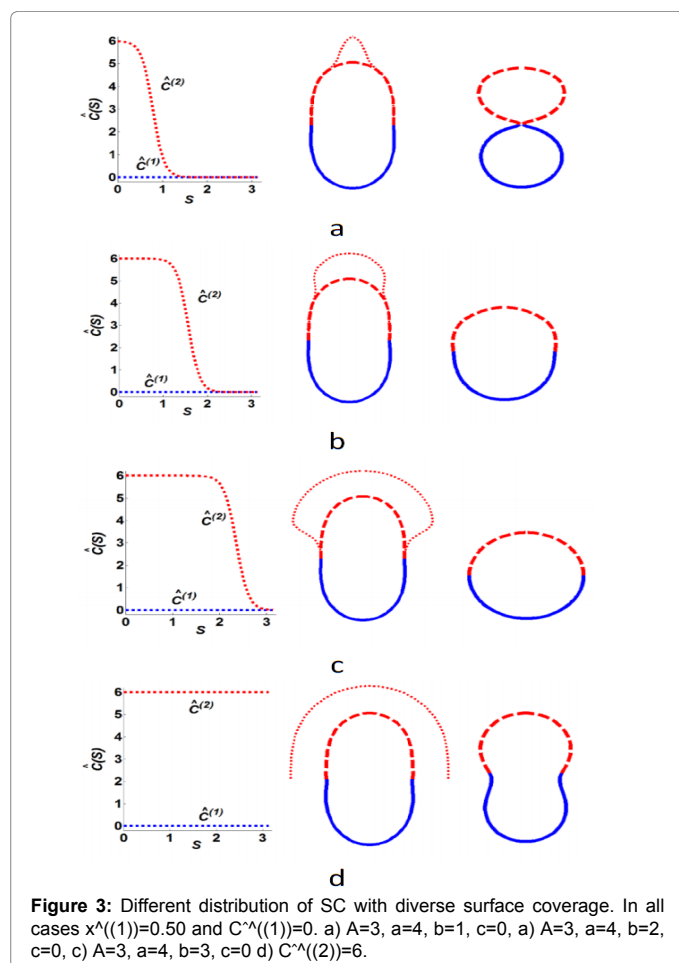 6
5
4
3
2
1
0
Ĉ(S)
Ĉ(2)
Ĉ(1)
0 1 2 3
S
a
6
5
4
3
2
1
0
Ĉ(S)
Ĉ(2)
Ĉ(1)
0 1 2 3
S
b
6
5
4
3
2
1
0
Ĉ(S)
Ĉ(2)
Ĉ(1)
0 1 2 3
S
c
6
5
4
3
2
1
0
Ĉ(S)
Ĉ(2)
Ĉ(1)
0 1 2 3
S
d
Figure 3: Different distribution of SC with diverse surface coverage. In all
cases x^((1))=0.50 and C^^((1))=0. a) A=3, a=4, b=1, c=0, a) A=3, a=4, b=2,
c=0, c) A=3, a=4, b=3, c=0 d) C^^((2))=6.